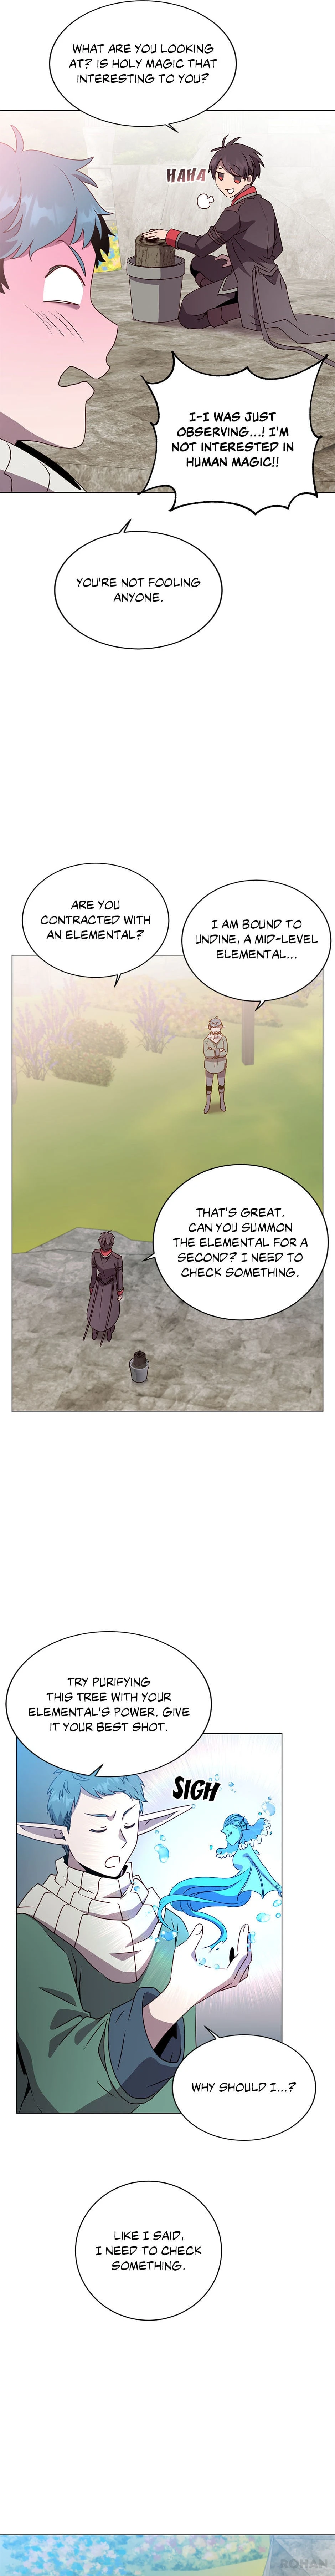 WHAT ARE YOU LOOKING
AT? IS HOLY MAGIC THAT
INTERESTING TO YOU?
HAHA
I-I WAS JUST
OBSERVING...! I'M
NOT INTERESTED IN
HUMAN MAGIC!!
YOU'RE NOT FOOLING
ANYONE.
ARE YOU
CONTRACTED WITH
AN ELEMENTAL?
I AM BOUND TO
UNDINE, A MID-LEVEL
ELEMENTAL...
THAT'S GREAT.
CAN YOU SUMMON
THE ELEMENTAL FOR A
SECOND? I NEED TO
CHECK SOMETHING.
TRY PURIFYING
THIS TREE WITH YOUR
ELEMENTAL'S POWER. GIVE
IT YOUR BEST SHOT.
SIGH
WHY SHOULD I...?
LIKE I SAID,
I NEED TO CHECK
SOMETHING.
ROHAN